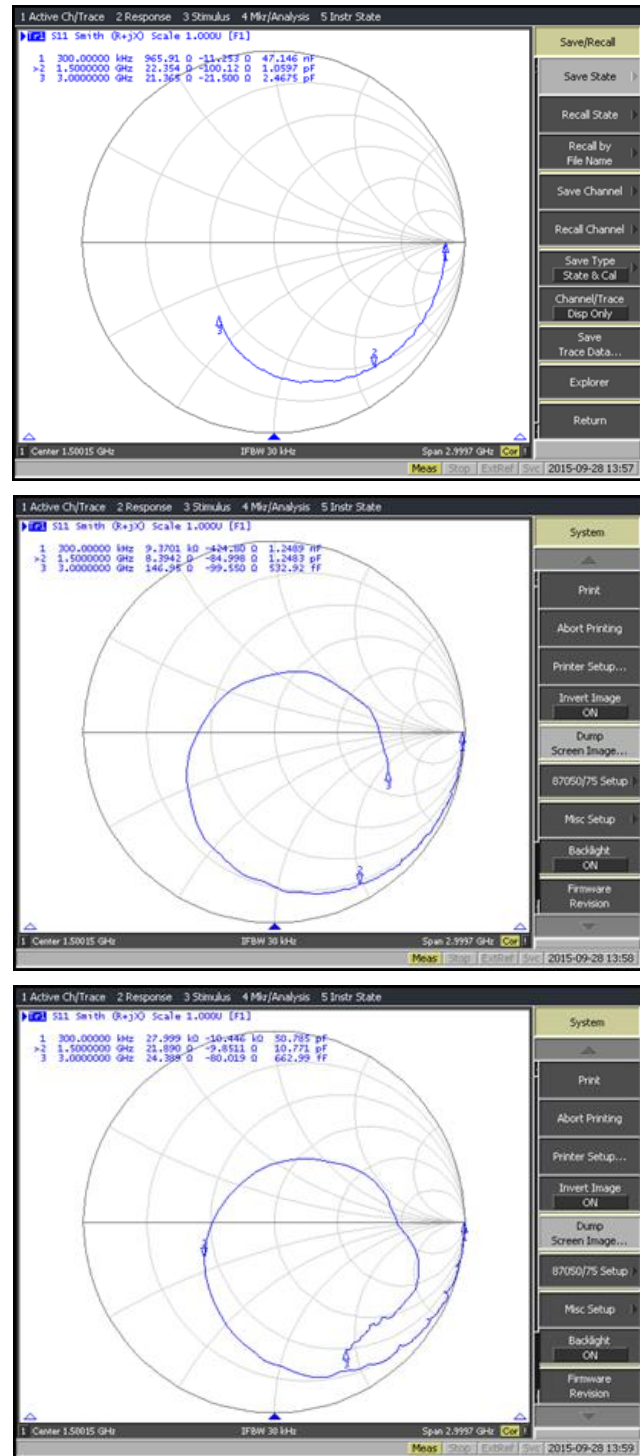 1 Active Ch/Trace 2 Response 3 Stimulus 4 Mkr/Analysis 5 Instr State
Tr1 S11 Smith (R+jX) Scale 1.000U [F1]
1 300.00000 kHz 965.91 Ω -11.253 Ω 47.146 nF
>2 1.5000000 GHz 22.354 Ω -100.12 Ω 1.0597 pF
3 3.0000000 GHz 21.365 Ω -21.500 Ω 2.4675 pF
1
2
3
Save/Recall
Save State
Recall State
Recall by
File Name
Save Channel
Recall Channel
Save Type
State & Cal
Channel/Trace
Disp Only
Save
Trace Data...
Explorer
Return
1 Center 1.50015 GHz IFBW 30 kHz Span 2.9997 GHz Cor !
Meas Stop ExtRef Svc 2015-09-28 13:57
1 Active Ch/Trace 2 Response 3 Stimulus 4 Mkr/Analysis 5 Instr State
Tr1 S11 Smith (R+jX) Scale 1.000U [F1]
1 300.00000 kHz 9.3701 kΩ -424.80 Ω 1.2489 nF
>2 1.5000000 GHz 8.3942 Ω -84.998 Ω 1.2483 pF
3 3.0000000 GHz 146.95 Ω -99.550 Ω 532.92 fF
2
3
System
Print
Abort Printing
Printer Setup...
Invert Image
ON
Dump
Screen Image...
87050/75 Setup
Misc Setup
Backlight
ON
Firmware
Revision
1 Center 1.50015 GHz IFBW 30 kHz Span 2.9997 GHz Cor !
Meas Stop ExtRef Svc 2015-09-28 13:58
1 Active Ch/Trace 2 Response 3 Stimulus 4 Mkr/Analysis 5 Instr State
Tr1 S11 Smith (R+jX) Scale 1.000U [F1]
1 300.00000 kHz 27.999 kΩ -10.446 kΩ 50.785 pF
>2 1.5000000 GHz 21.890 Ω -9.8511 Ω 10.771 pF
3 3.0000000 GHz 24.389 Ω -80.019 Ω 662.99 fF
3
System
Print
Abort Printing
Printer Setup...
Invert Image
ON
Dump
Screen Image...
87050/75 Setup
Misc Setup
Backlight
ON
Firmware
Revision
1 Center 1.50015 GHz IFBW 30 kHz Span 2.9997 GHz Cor !
Meas Stop ExtRef Svc 2015-09-28 13:59